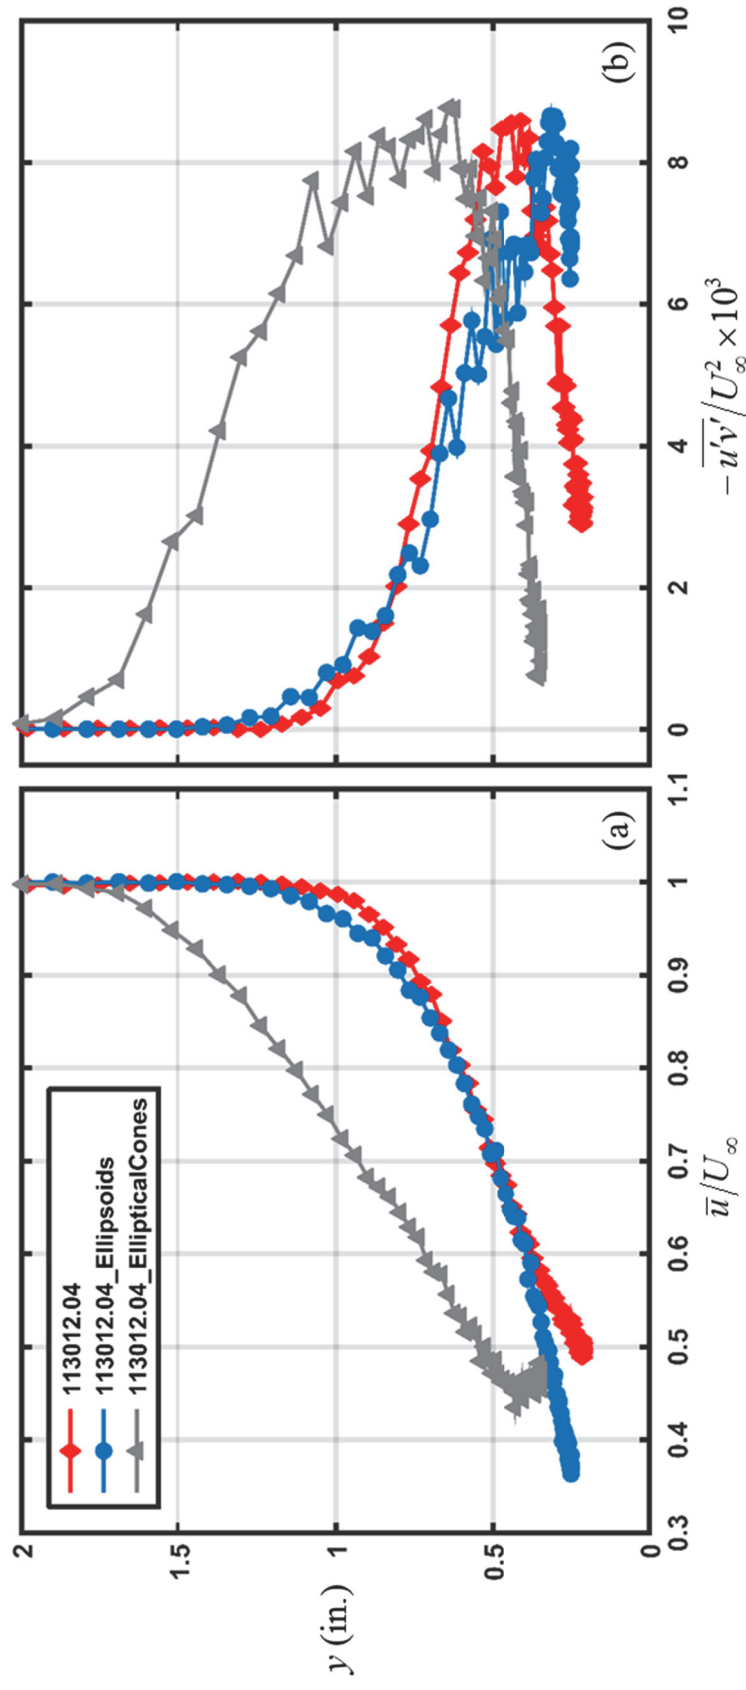 113012.04
113012.04_Ellipsoids
113012.04_EllipticalCones
y (in.)
2
1.5
1
0.5
0
0.3 0.4 0.5 0.6 0.7 0.8 0.9 1 1.1
u̅/U∞
(a)
0 2 4 6 8 10
−u′v′‾/U²∞×10³
(b)